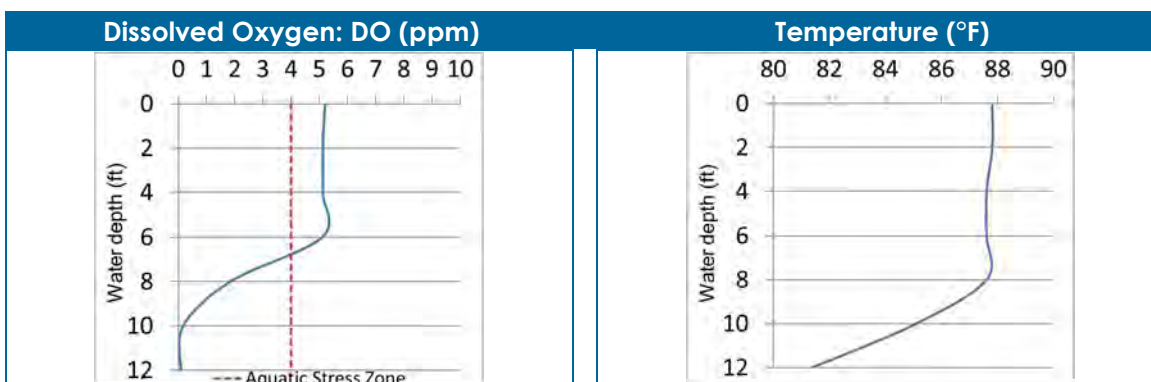 Dissolved Oxygen: DO (ppm)
0 1 2 3 4 5 6 7 8 9 10
Water depth (ft)
0
2
4
6
8
10
12
Aquatic Stress Zone
Temperature (°F)
80 82 84 86 88 90
Water depth (ft)
0
2
4
6
8
10
12